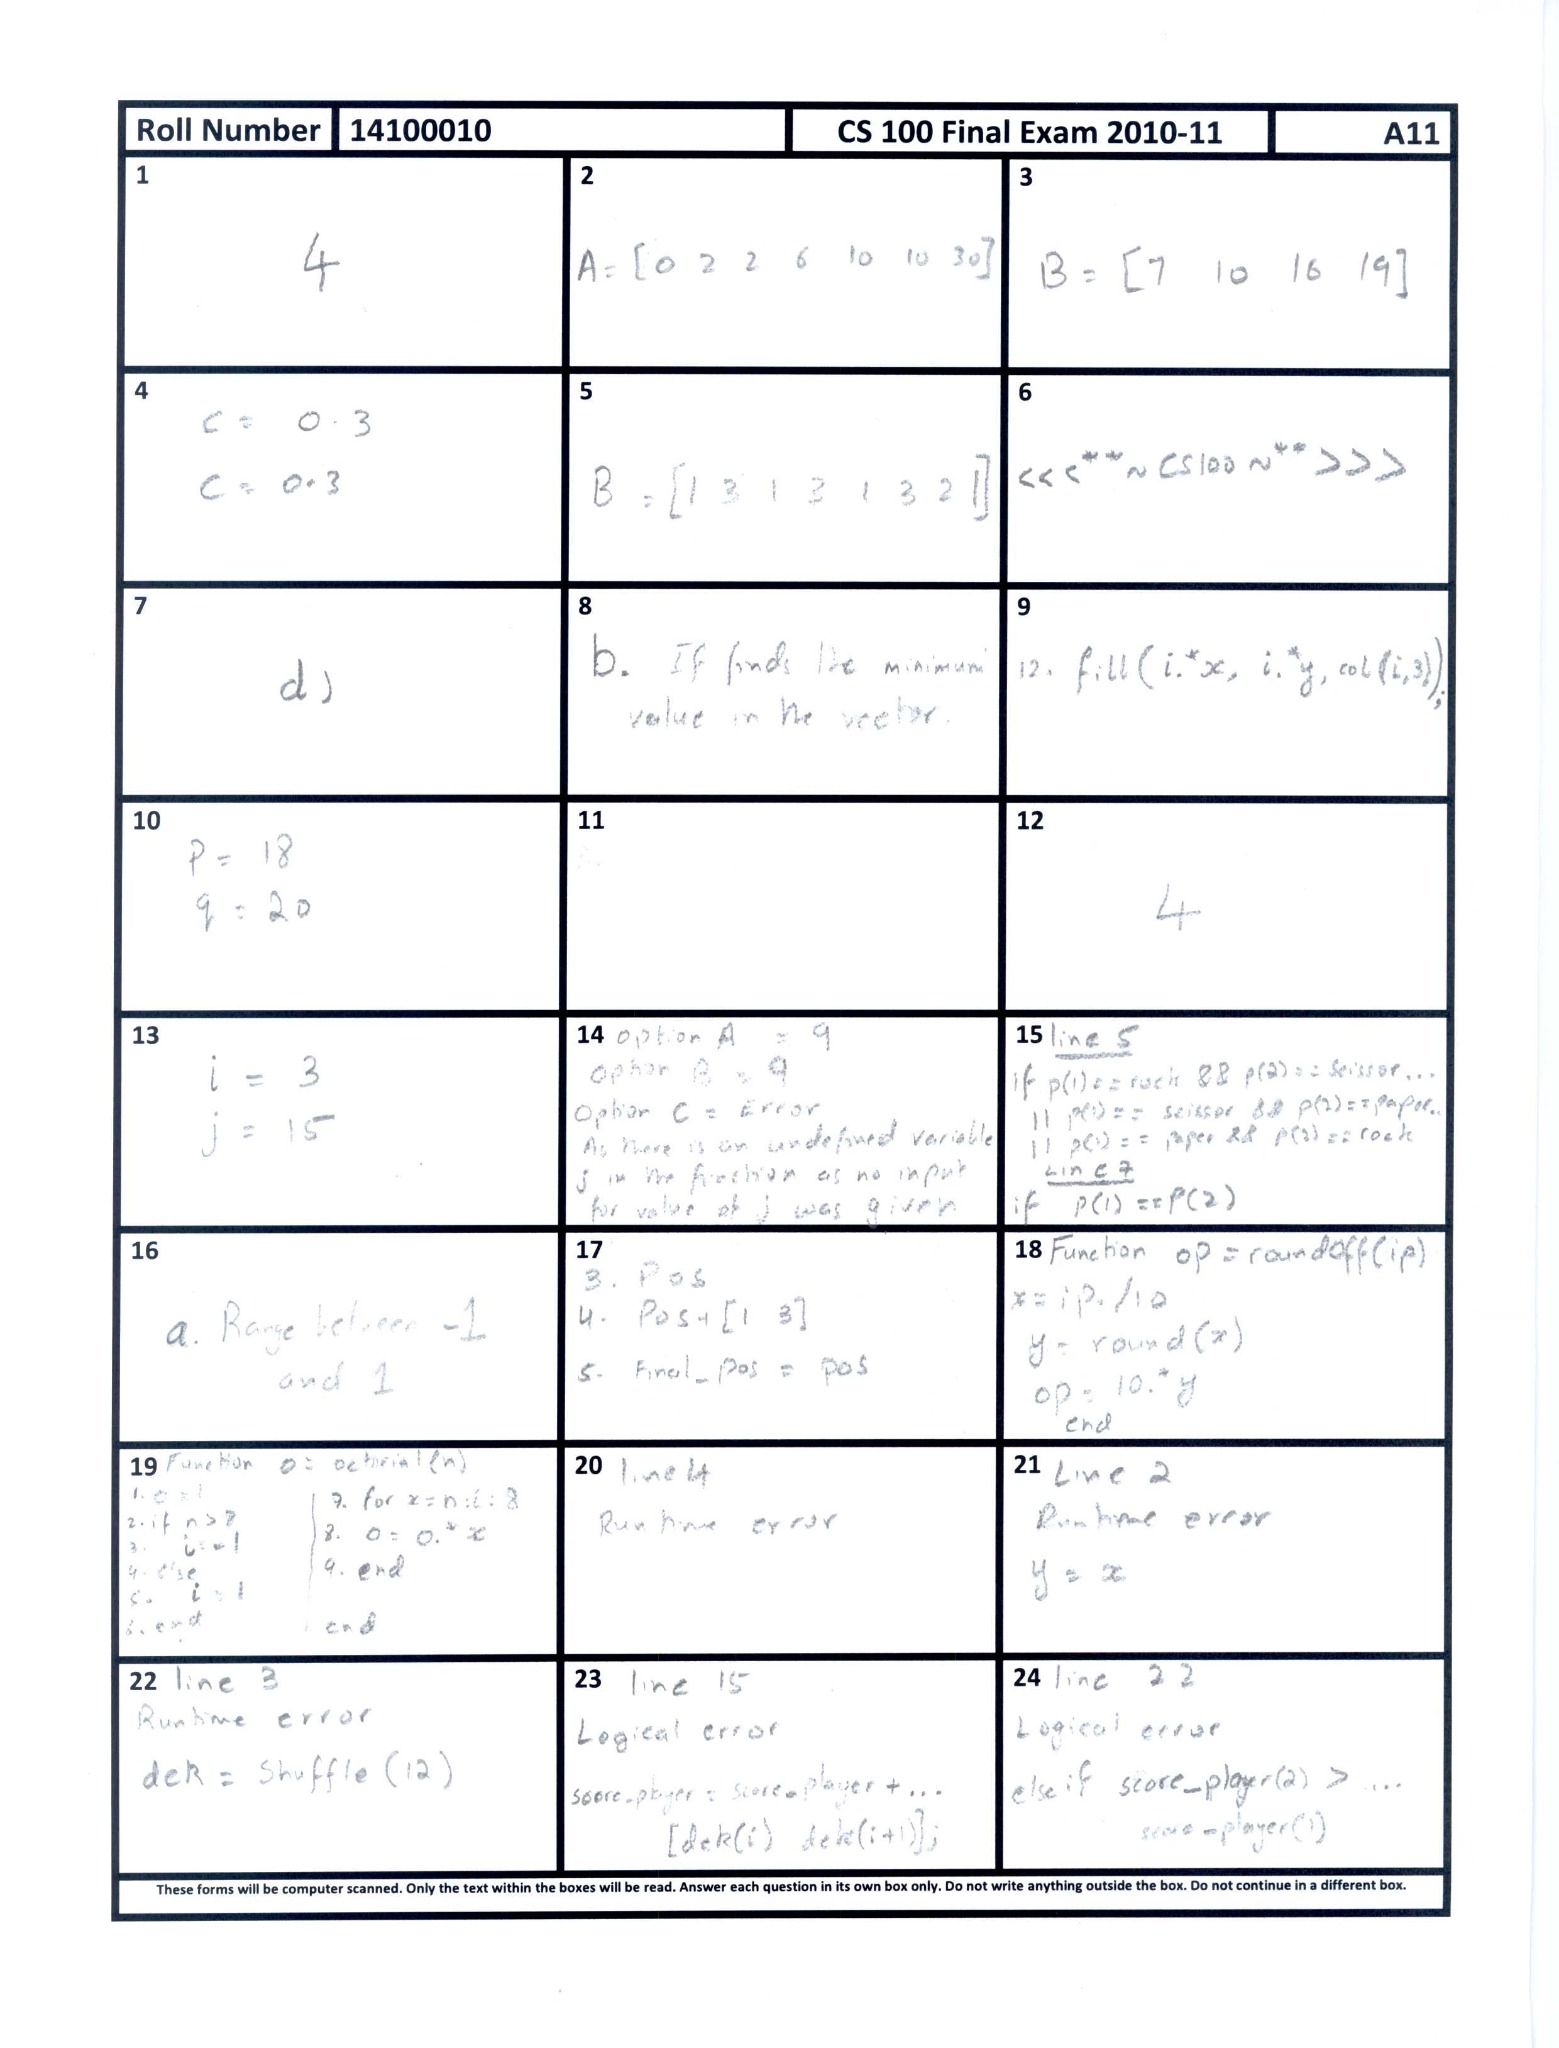 Roll Number 14100010 CS 100 Final Exam 2010-11 A11
1
4
2
A= [0 2 2 6 10 10 30]
3
B = [7 10 16 19]
4
C = 0.3
C = 0.3
5
B = [1 3 1 3 1 3 2 1]
6
<<<**~CS100~**>>>
7
d)
8
b. If finds the minimum
value in the vector.
9
12. fill(i.*x, i.*y, col(i,3));
10
P = 18
q = 20
11
12
4
13
i = 3
j = 15
14 option A = 9
option B = 9
Option C = Error
As there is an undefined variable
j in the function as no input
for value of j was given
15 line 5
if p(1)==rock && p(2)==Scissor...
|| p(1)== scissor && p(2)==paper..
|| p(1)== paper && p(2)==rock
Line 7
if P(1) ==P(2)
16
a. Range between -1
and 1
17
3. Pos
4. Pos+[1 3]
5. Final_pos = pos
18 Function op = roundoff(ip)
x = ip./10
y = round(x)
op = 10.*y
end
19 Function o = octorial(n)
1. o=1
2. if n>8
3. i=-1
4. else
5. i=1
6. end
7. for x=n:i:8
8. o = o.*x
9. end
end
20 line 4
Runtime error
21 Line 2
Runtime error
y = x
22 line 3
Runtime error
dek = Shuffle(12)
23 line 15
Logical error
score_player = score_player + ...
[dek(i) dek(i+1)];
24 line 22
Logical error
else if score_player(2) > ....
score_player(1)
These forms will be computer scanned. Only the text within the boxes will be read. Answer each question in its own box only. Do not write anything outside the box. Do not continue in a different box.